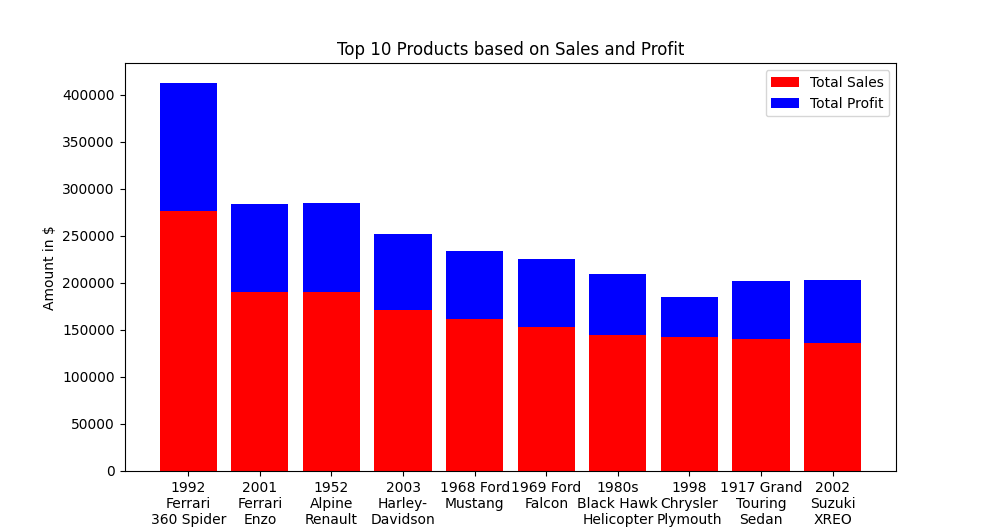 Top 10 Products based on Sales and Profit
Total Sales
Total Profit
400000
350000
300000
250000
200000
150000
100000
50000
0
Amount in $
1992
Ferrari
360 Spider
2001
Ferrari
Enzo
1952
Alpine
Renault
2003
Harley-
Davidson
1968 Ford
Mustang
1969 Ford
Falcon
1980s
Black Hawk
Helicopter
1998
Chrysler
Plymouth
1917 Grand
Touring
Sedan
2002
Suzuki
XREO